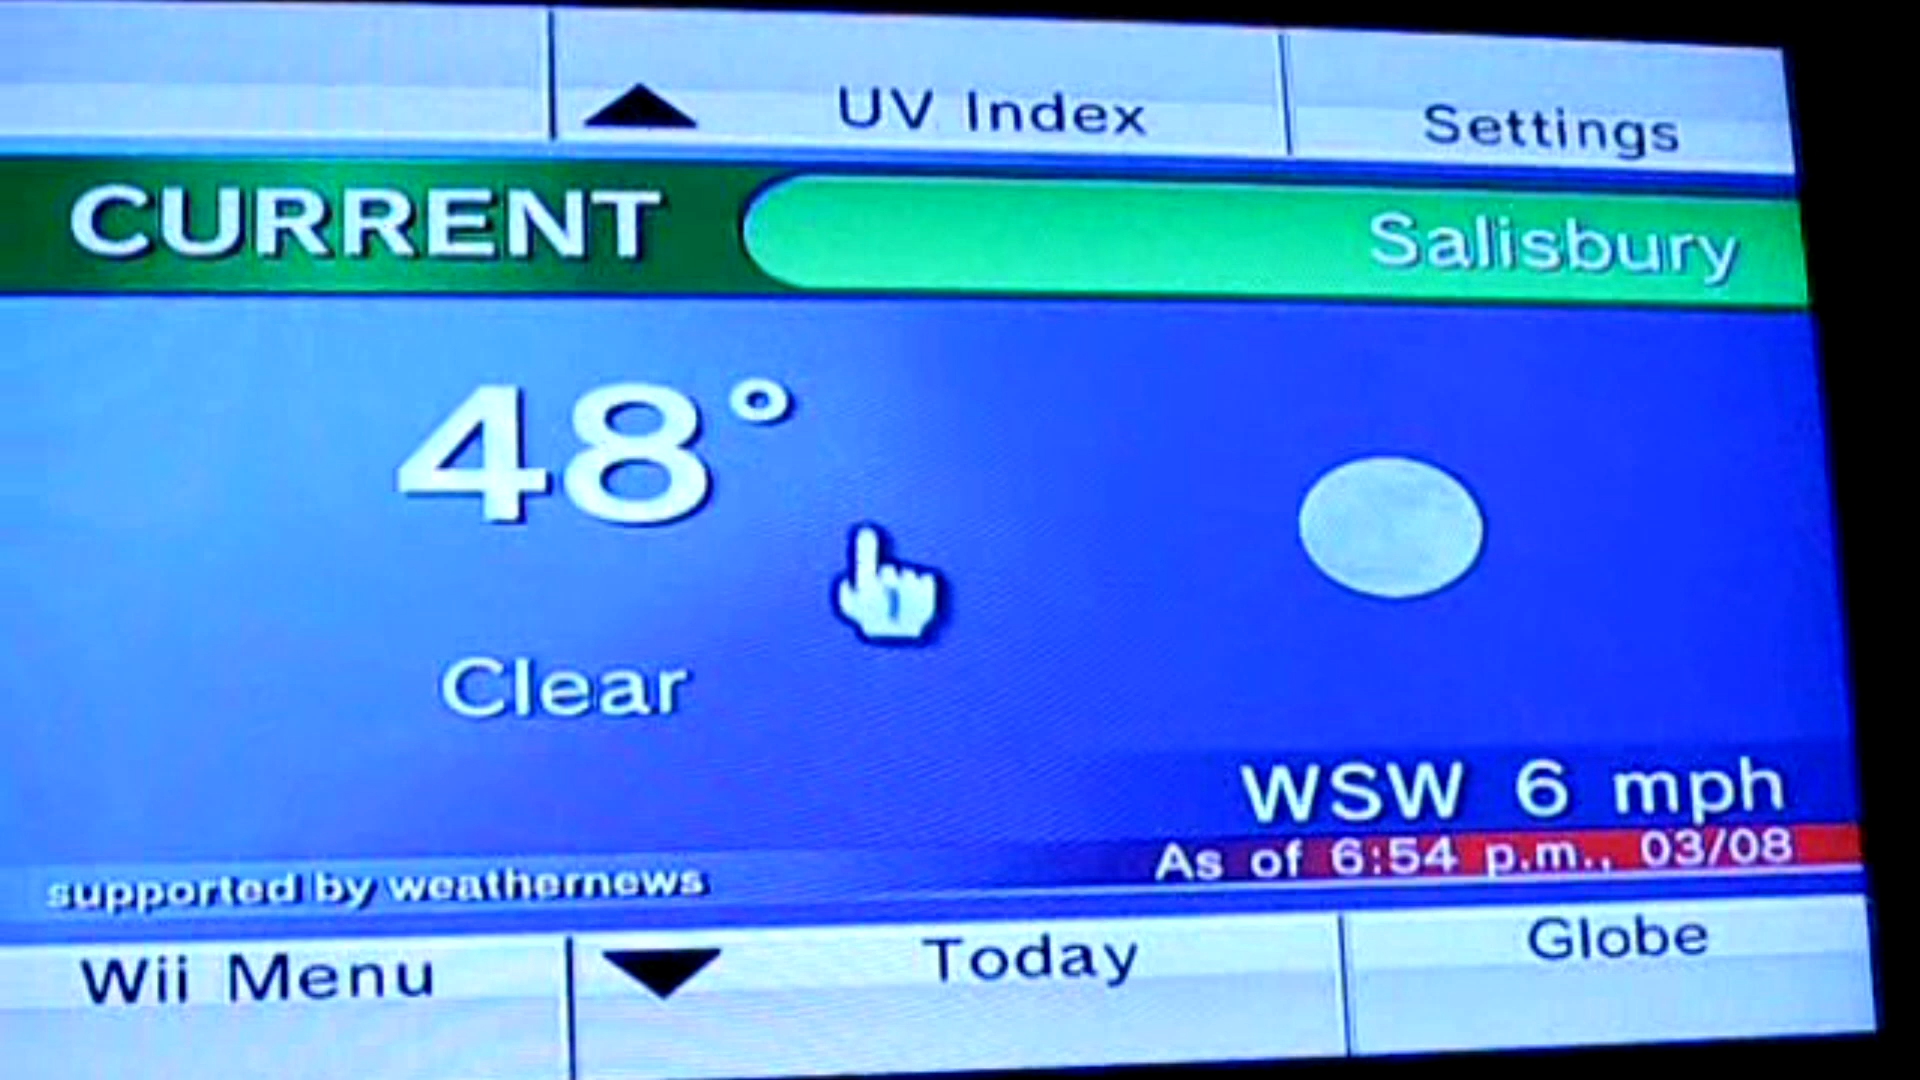 UV Index
Settings
CURRENT
Salisbury
48°
Clear
WSW 6 mph
As of 6:54 p.m., 03/08
supported by weathernews
Wii Menu
Today
Globe